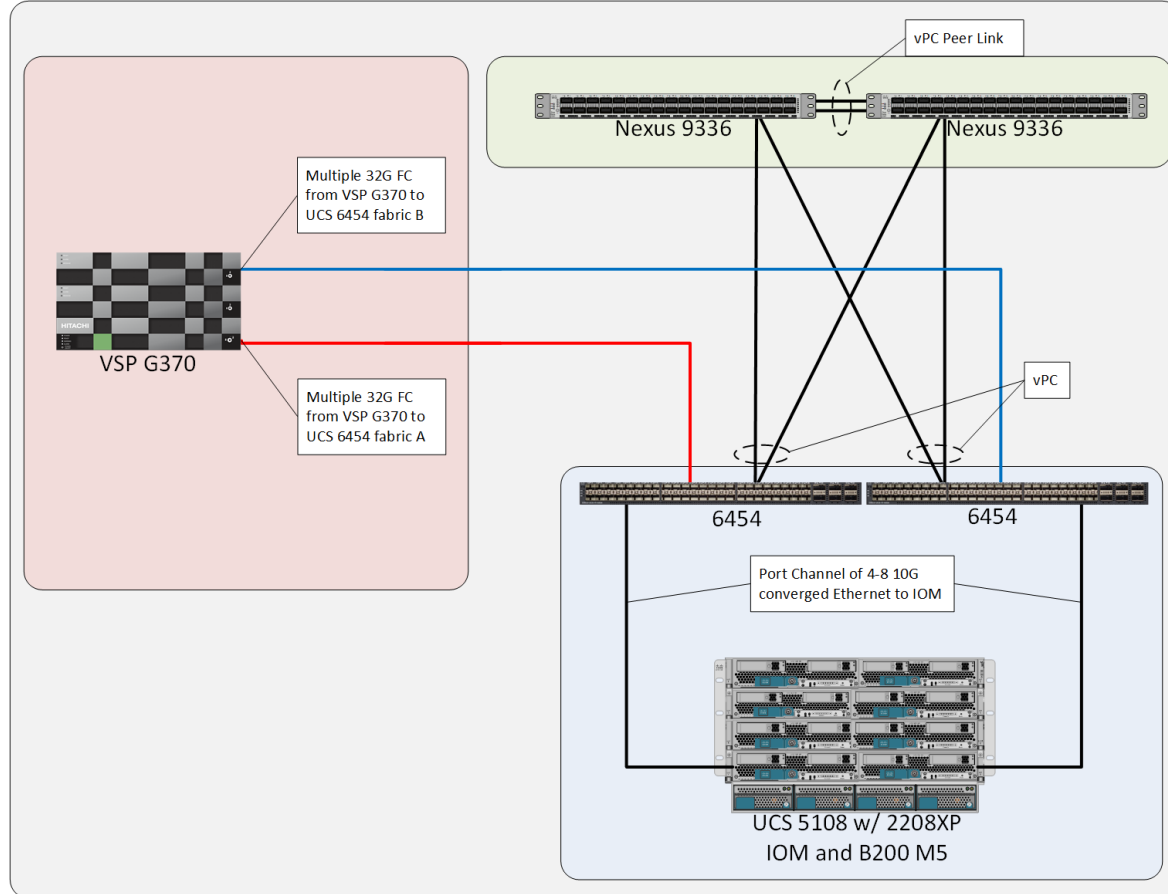 vPC Peer Link
Nexus 9336
Nexus 9336
Multiple 32G FC
from VSP G370 to
UCS 6454 fabric B
HITACHI
VSP G370
Multiple 32G FC
from VSP G370 to
UCS 6454 fabric A
vPC
6454
6454
Port Channel of 4-8 10G
converged Ethernet to IOM
UCS 5108 w/ 2208XP
IOM and B200 M5